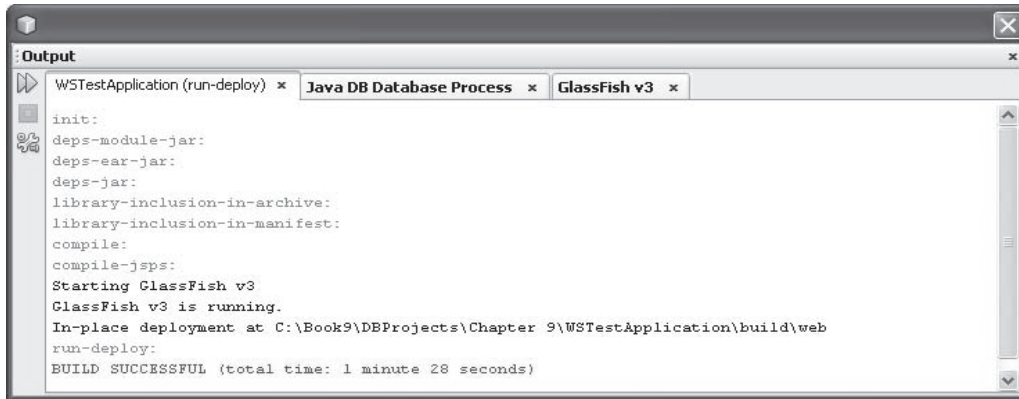 Output
WSTestApplication (run-deploy) Java DB Database Process GlassFish v3
init:
deps-module-jar:
deps-ear-jar:
deps-jar:
library-inclusion-in-archive:
library-inclusion-in-manifest:
compile:
compile-jsps:
Starting GlassFish v3
GlassFish v3 is running.
In-place deployment at C:\Book9\DBProjects\Chapter 9\WSTestApplication\build\web
run-deploy:
BUILD SUCCESSFUL (total time: 1 minute 28 seconds)